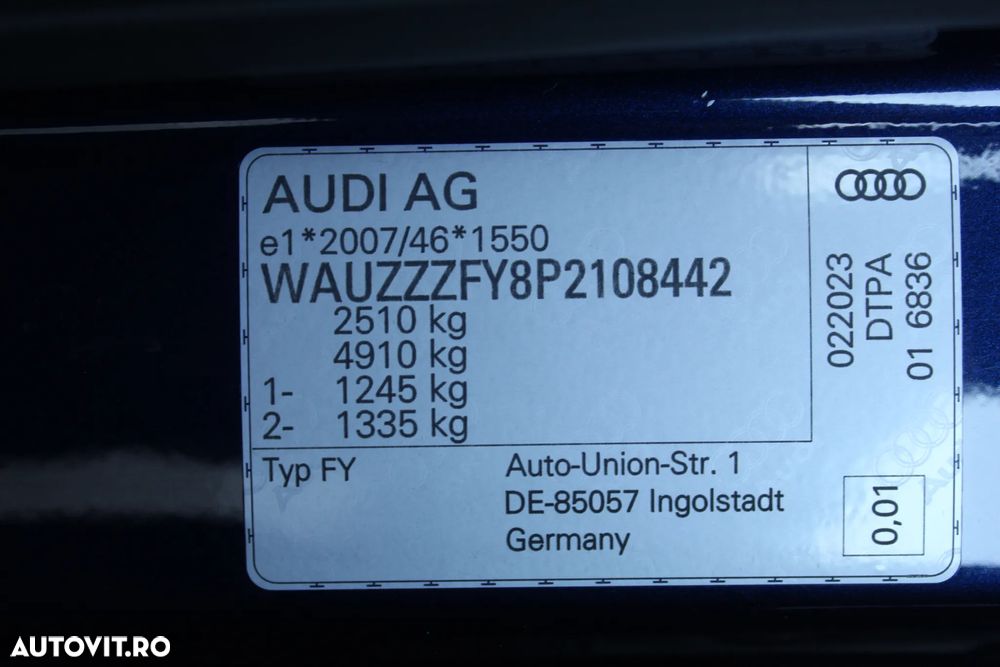 AUDI AG
e1*2007/46*1550
WAUZZZFY8P2108442
2510 kg
4910 kg
1- 1245 kg
2- 1335 kg
Typ FY
Auto-Union-Str. 1
DE-85057 Ingolstadt
Germany
022023
DTPA
01 6836
0,01
AUTOVIT.RO